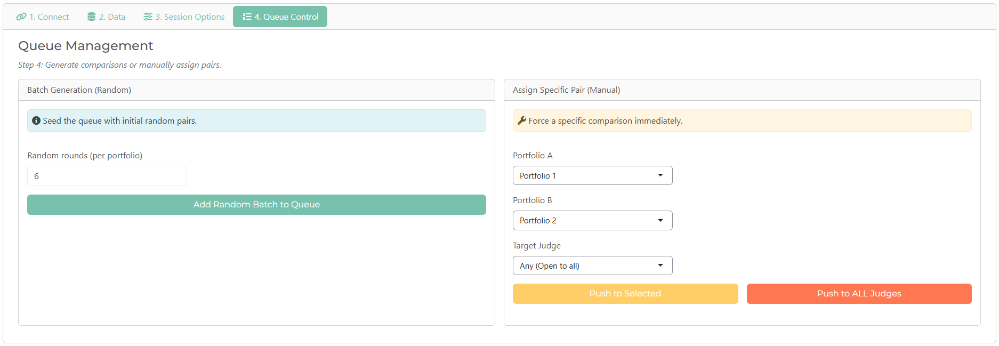 1. Connect
2. Data
3. Session Options
4. Queue Control
Queue Management
Step 4: Generate comparisons or manually assign pairs.
Batch Generation (Random)
Seed the queue with initial random pairs.
Random rounds (per portfolio)
6
Add Random Batch to Queue
Assign Specific Pair (Manual)
Force a specific comparison immediately.
Portfolio A
Portfolio 1
Portfolio B
Portfolio 2
Target Judge
Any (Open to all)
Push to Selected
Push to ALL Judges